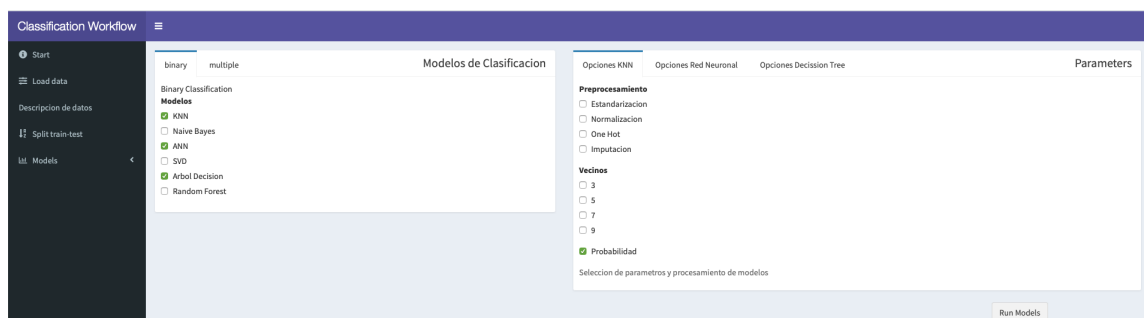 Classification Workflow
Start
Load data
Descripcion de datos
Split train-test
Models
binary
multiple
Modelos de Clasificacion
Binary Classification
Modelos
KNN
Naive Bayes
ANN
SVD
Arbol Decision
Random Forest
Opciones KNN
Opciones Red Neuronal
Opciones Decission Tree
Parameters
Preprocesamiento
Estandarizacion
Normalizacion
One Hot
Imputacion
Vecinos
3
5
7
9
Probabilidad
Seleccion de parametros y procesamiento de modelos
Run Models